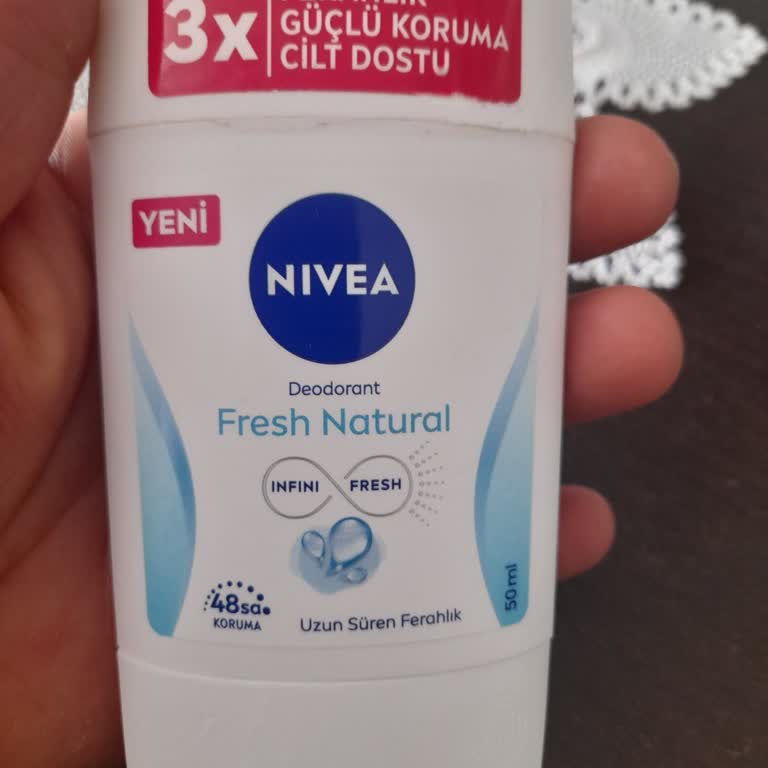 3x
GÜÇLÜ KORUMA
CİLT DOSTU
YENİ
NIVEA
Deodorant
Fresh Natural
INFINI FRESH
48sa.
KORUMA
Uzun Süren Ferahlık
50 ml